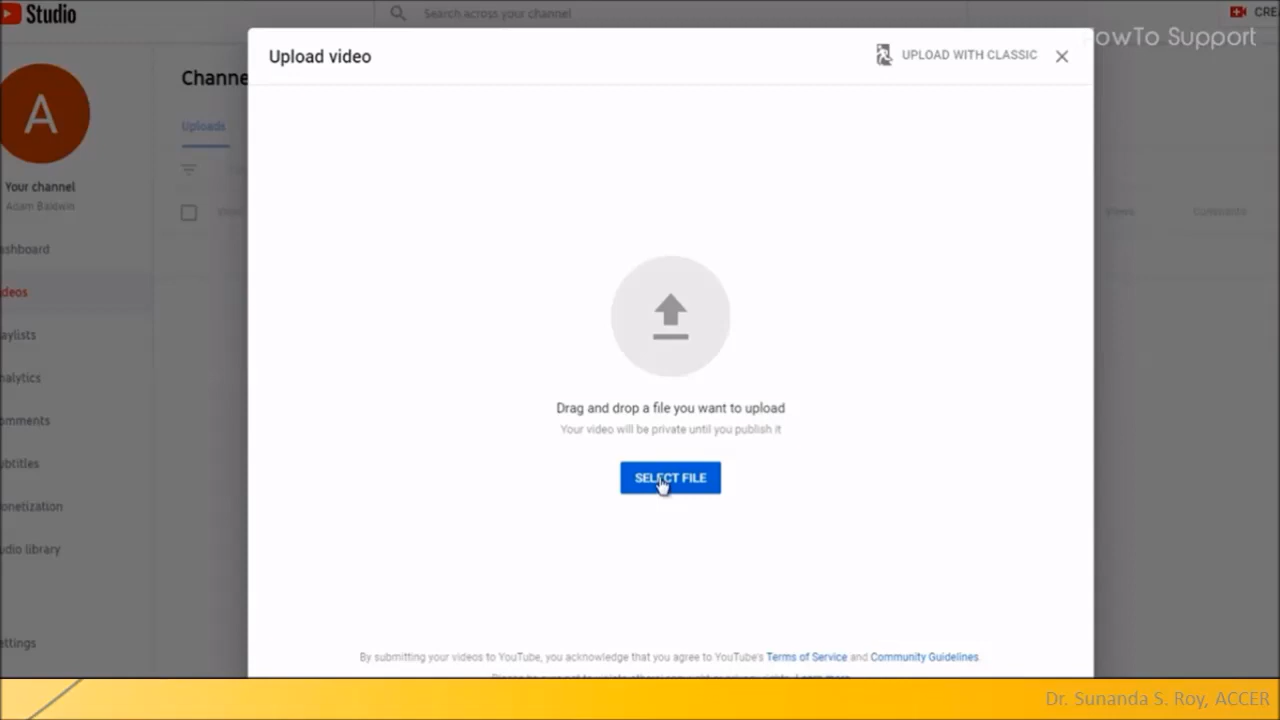 Studio
Search across your channel
CRE
HowTo Support
Upload video
UPLOAD WITH CLASSIC
Channe
A
Uploads
Your channel
Adam Baldwin
Views
Comments
ashboard
deos
aylists
nalytics
omments
ubtitles
onetization
udio library
ettings
Drag and drop a file you want to upload
Your video will be private until you publish it
SELECT FILE
By submitting your videos to YouTube, you acknowledge that you agree to YouTube's Terms of Service and Community Guidelines
Dr. Sunanda S. Roy, ACCER